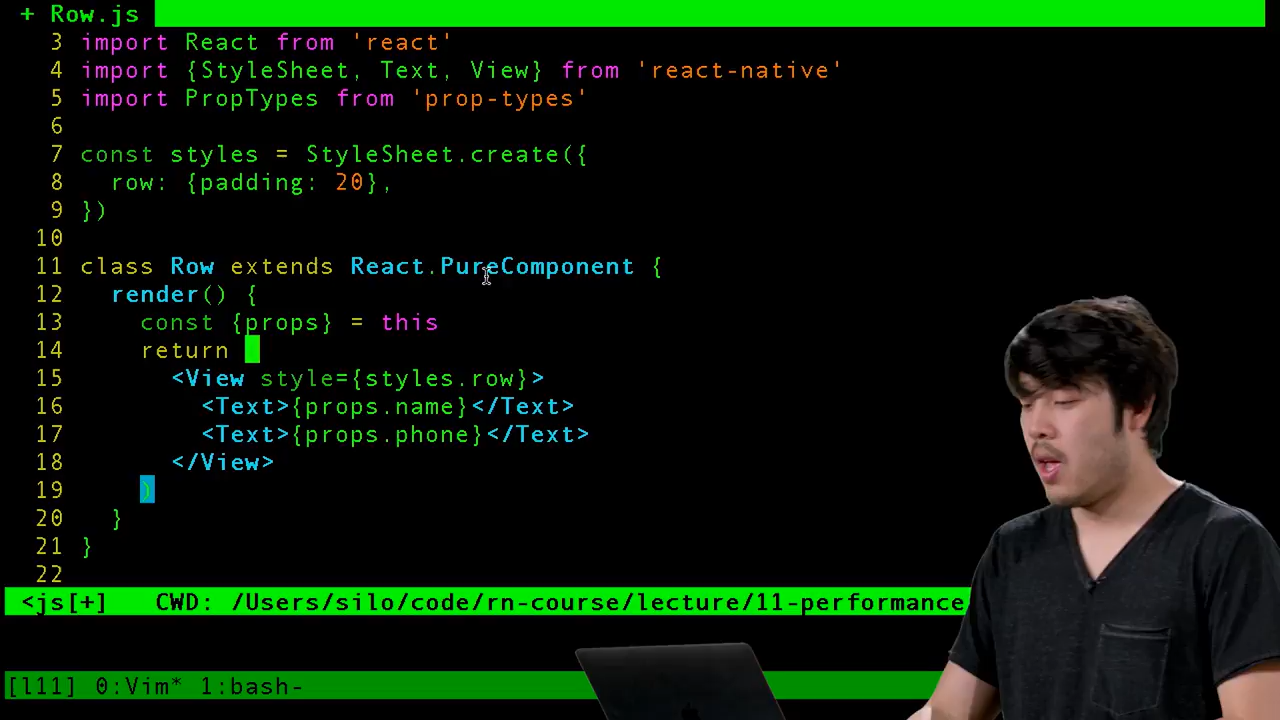 + Row.js
3 import React from 'react'
4 import {StyleSheet, Text, View} from 'react-native'
5 import PropTypes from 'prop-types'
6
7 const styles = StyleSheet.create({
8   row: {padding: 20},
9 })
10
11 class Row extends React.PureComponent {
12   render() {
13     const {props} = this
14     return
15       <View style={styles.row}>
16         <Text>{props.name}</Text>
17         <Text>{props.phone}</Text>
18       </View>
19     )
20   }
21 }
22
<js[+]   CWD: /Users/silo/code/rn-course/lecture/11-performance
[l11] 0:Vim* 1:bash-